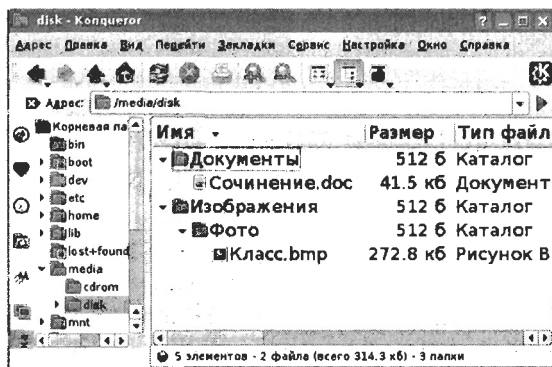 disk - Konqueror
Адрес Правка Вид Перейти Закладки Сервис Настройка Окно Справка
Адрес: /media/disk
Корневая па
bin
boot
dev
etc
home
lib
lost+found
media
cdrom
disk
mnt
Имя Размер Тип файл
Документы 512 б Каталог
Сочинение.doc 41.5 кб Документ
Изображения 512 б Каталог
Фото 512 б Каталог
Класс.bmp 272.8 кб Рисунок В
5 элементов - 2 файла (всего 314.3 кб) - 3 папки